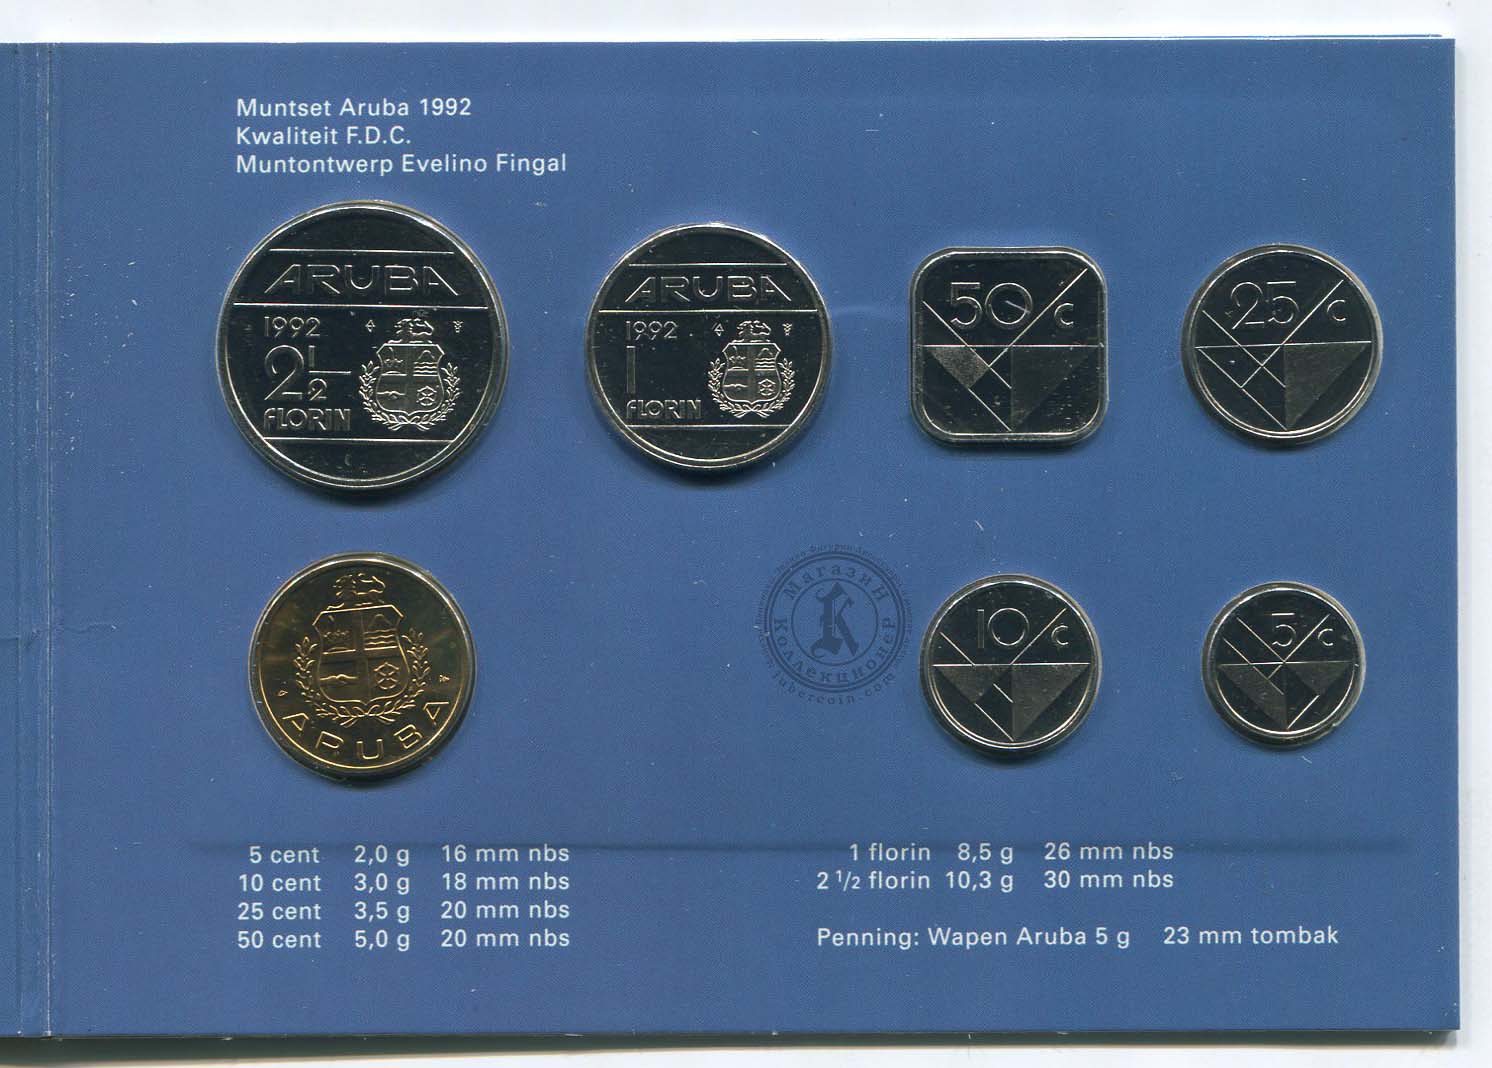 Muntset Aruba 1992
Kwaliteit F.D.C.
Muntontwerp Evelino Fingal
ARUBA
1992
2 1/2
FLORIN
ARUBA
1992
1
FLORIN
50 c
25 c
ARUBA
10 c
5 c
Магазин
К
Коллекционер
5 cent 2,0 g 16 mm nbs
10 cent 3,0 g 18 mm nbs
25 cent 3,5 g 20 mm nbs
50 cent 5,0 g 20 mm nbs
1 florin 8,5 g 26 mm nbs
2 1/2 florin 10,3 g 30 mm nbs
Penning: Wapen Aruba 5 g 23 mm tombak